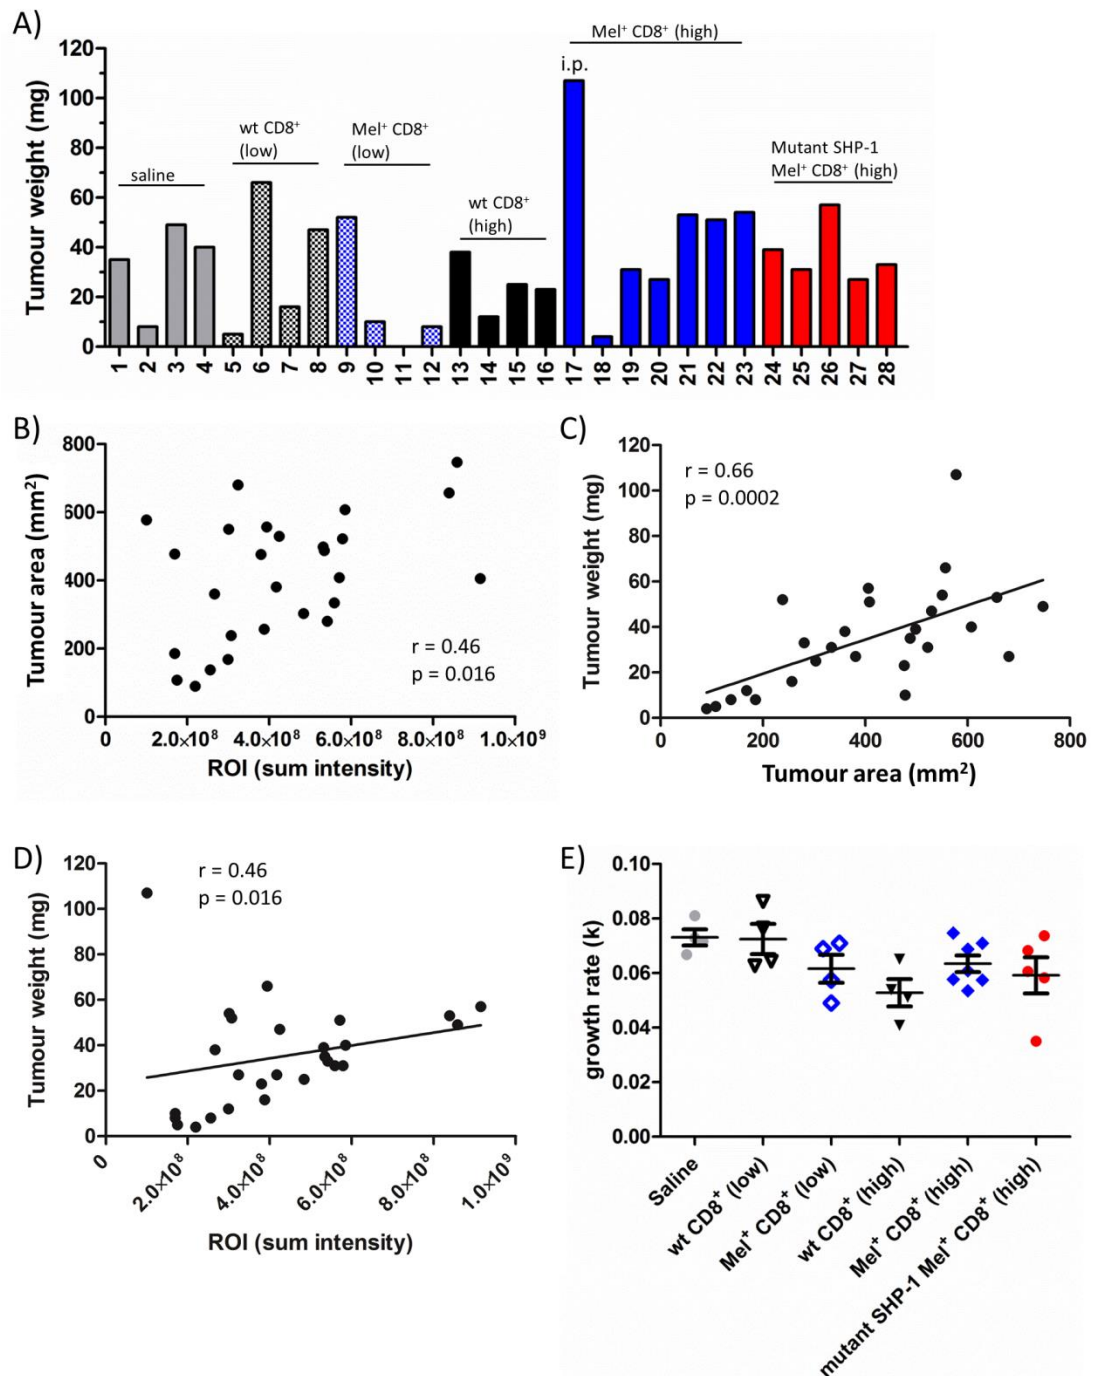 A)
Tumour weight (mg)
120
100
80
60
40
20
0
saline
wt CD8⁺
(low)
Mel⁺ CD8⁺
(low)
wt CD8⁺
(high)
Mel⁺ CD8⁺ (high)
i.p.
Mutant SHP-1
Mel⁺ CD8⁺ (high)
1 2 3 4 5 6 7 8 9 10 11 12 13 14 15 16 17 18 19 20 21 22 23 24 25 26 27 28
B)
Tumour area (mm²)
800
600
400
200
0
r = 0.46
p = 0.016
0 2.0×10⁸ 4.0×10⁸ 6.0×10⁸ 8.0×10⁸ 1.0×10⁹
ROI (sum intensity)
C)
Tumour weight (mg)
120
100
80
60
40
20
0
r = 0.66
p = 0.0002
0 200 400 600 800
Tumour area (mm²)
D)
Tumour weight (mg)
120
100
80
60
40
20
0
r = 0.46
p = 0.016
0 2.0×10⁸ 4.0×10⁸ 6.0×10⁸ 8.0×10⁸ 1.0×10⁹
ROI (sum intensity)
E)
growth rate (k)
0.10
0.08
0.06
0.04
0.02
0.00
Saline
wt CD8⁺ (low)
Mel⁺ CD8⁺ (low)
wt CD8⁺ (high)
Mel⁺ CD8⁺ (high)
mutant SHP-1 Mel⁺ CD8⁺ (high)